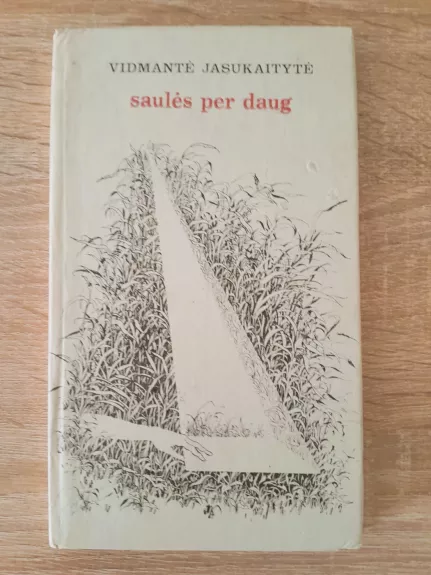 VIDMANTĖ JASUKAITYTĖ
saulės per daug